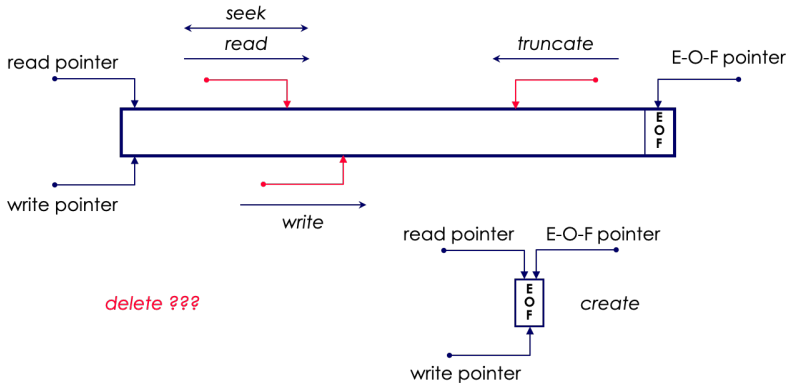 seek
read
truncate
read pointer
E-O-F pointer
E
O
F
write pointer
write
read pointer
E-O-F pointer
E
O
F
delete ???
create
write pointer